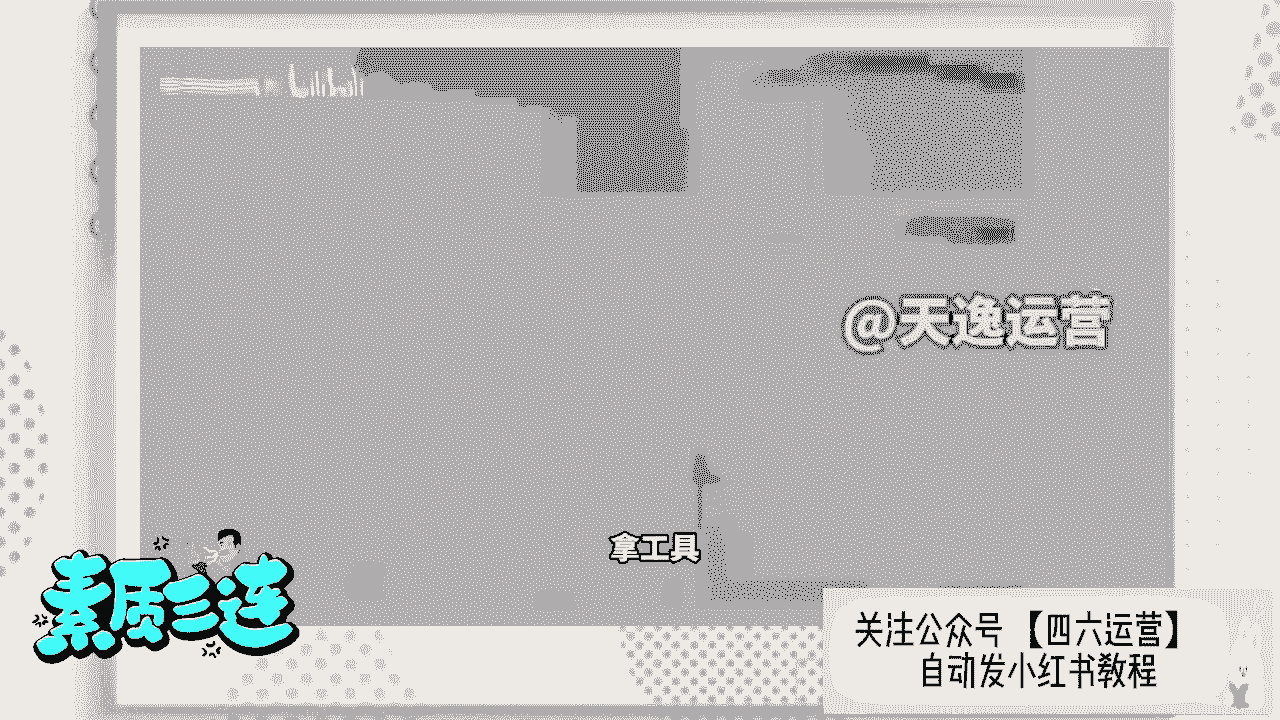 @天逸运营
拿工具
素质三连
关注公众号【四六运营】
自动发小红书教程